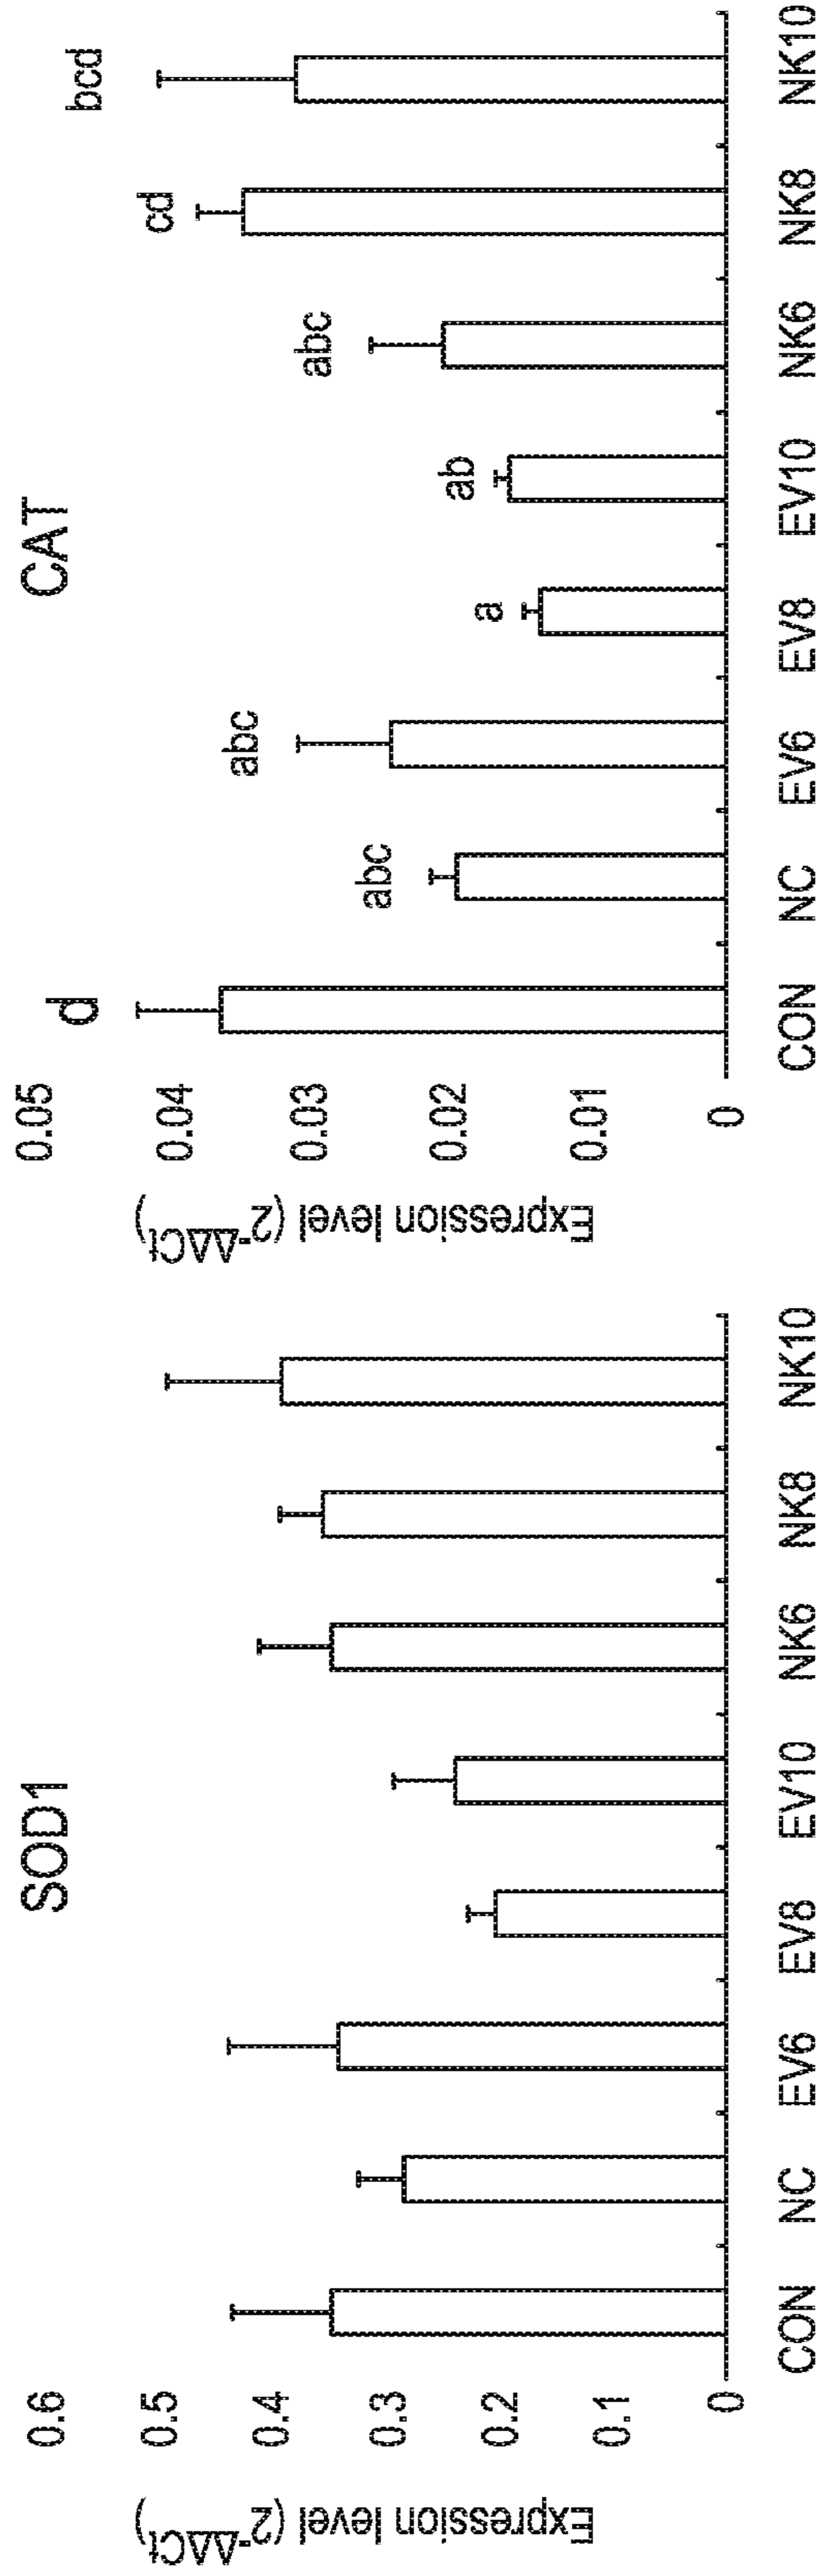 SOD1
Expression level (2^-ΔΔCt)
0.6
0.5
0.4
0.3
0.2
0.1
0
CON NC EV6 EV8 EV10 NK6 NK8 NK10
CAT
Expression level (2^-ΔΔCt)
0.05
0.04
0.03
0.02
0.01
0
d abc abc a ab abc cd bcd
CON NC EV6 EV8 EV10 NK6 NK8 NK10